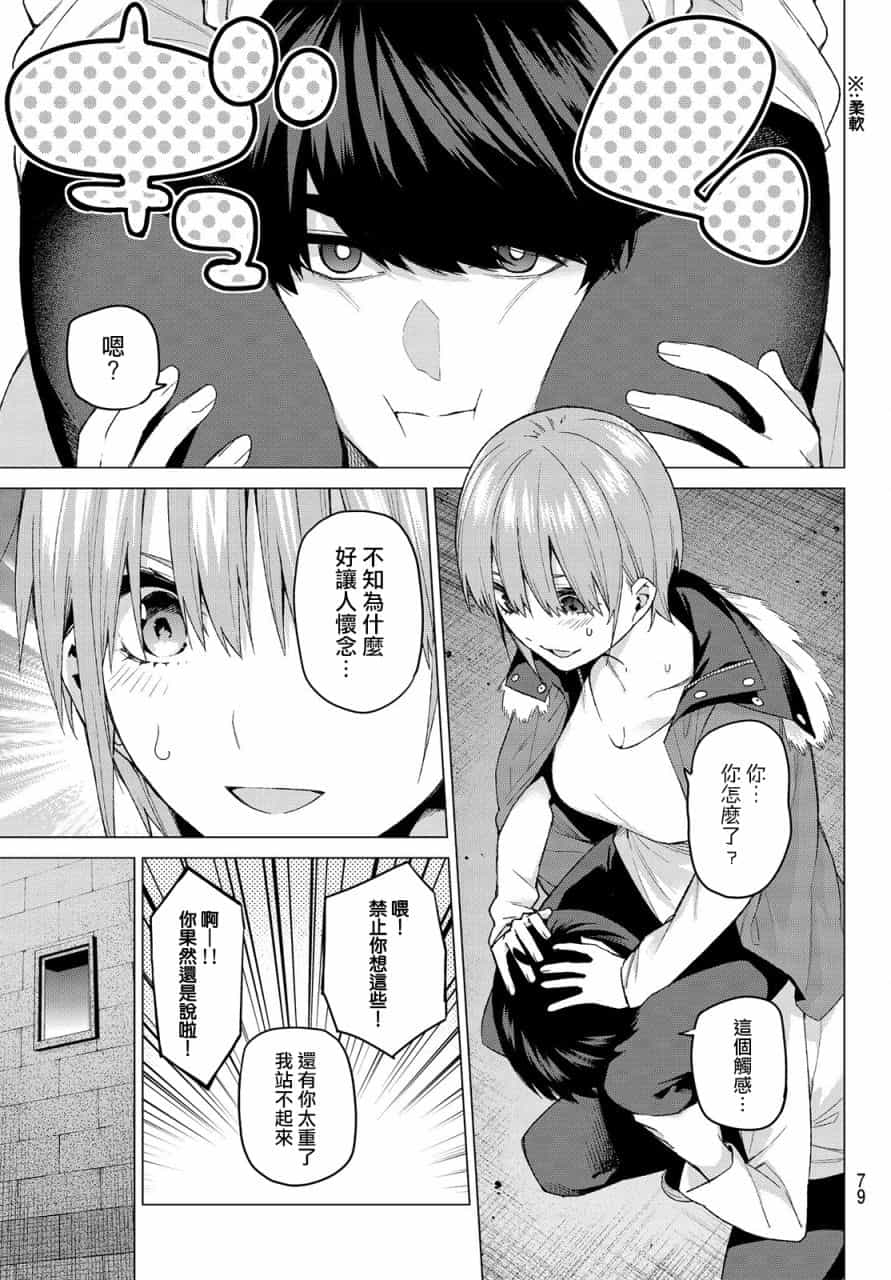 ※:柔軟
ふにっ
嗯?
你…
你怎麼了?
這個觸感…
不知為什麼
好讓人懷念…
喂!
禁止你想這些!
還有你太重了
我站不起來
啊─!!
你果然還是說啦!
79